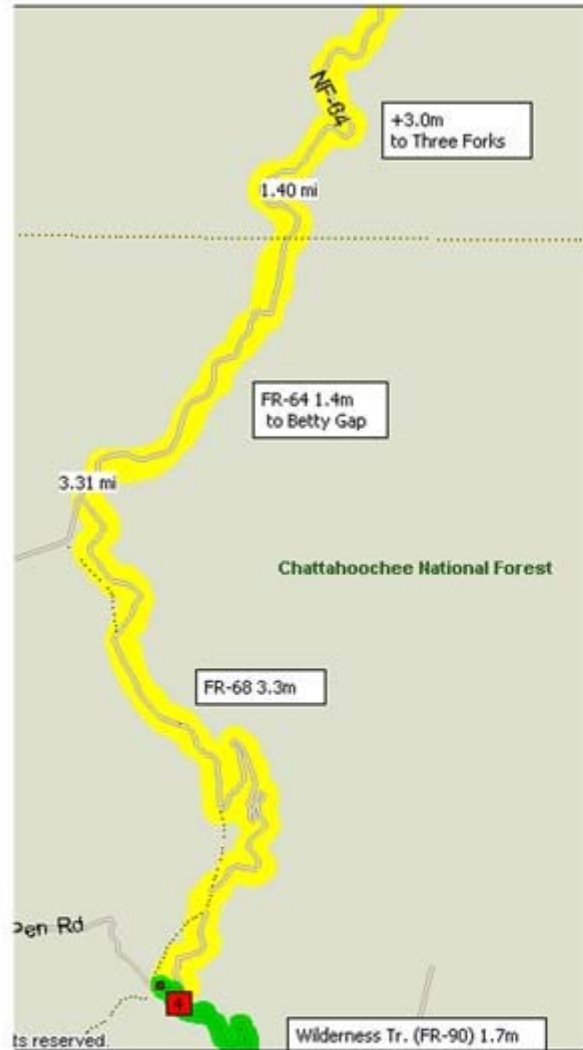 NF-64
+3.0m
to Three Forks
1.40 mi
FR-64 1.4m
to Betty Gap
3.31 mi
Chattahoochee National Forest
FR-68 3.3m
Pen Rd
4
Wilderness Tr. (FR-90) 1.7m
ts reserved.